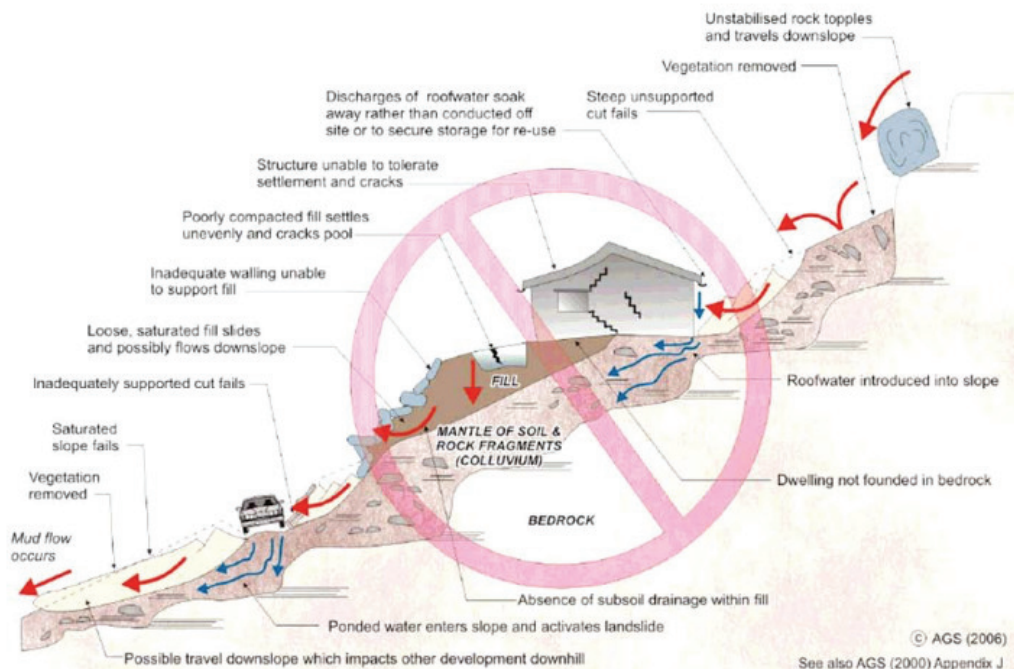 Unstabilised rock topples
and travels downslope
Vegetation removed
Steep unsupported
cut fails
Discharges of roofwater soak
away rather than conducted off
site or to secure storage for re-use
Structure unable to tolerate
settlement and cracks
Poorly compacted fill settles
unevenly and cracks pool
Inadequate walling unable
to support fill
Loose, saturated fill slides
and possibly flows downslope
Inadequately supported cut fails
Saturated
slope fails
Vegetation
removed
Mud flow
occurs
FILL
MANTLE OF SOIL &
ROCK FRAGMENTS
(COLLUVIUM)
BEDROCK
Roofwater introduced into slope
Dwelling not founded in bedrock
Absence of subsoil drainage within fill
Ponded water enters slope and activates landslide
Possible travel downslope which impacts other development downhill
© AGS (2006)
See also AGS (2000) Appendix J